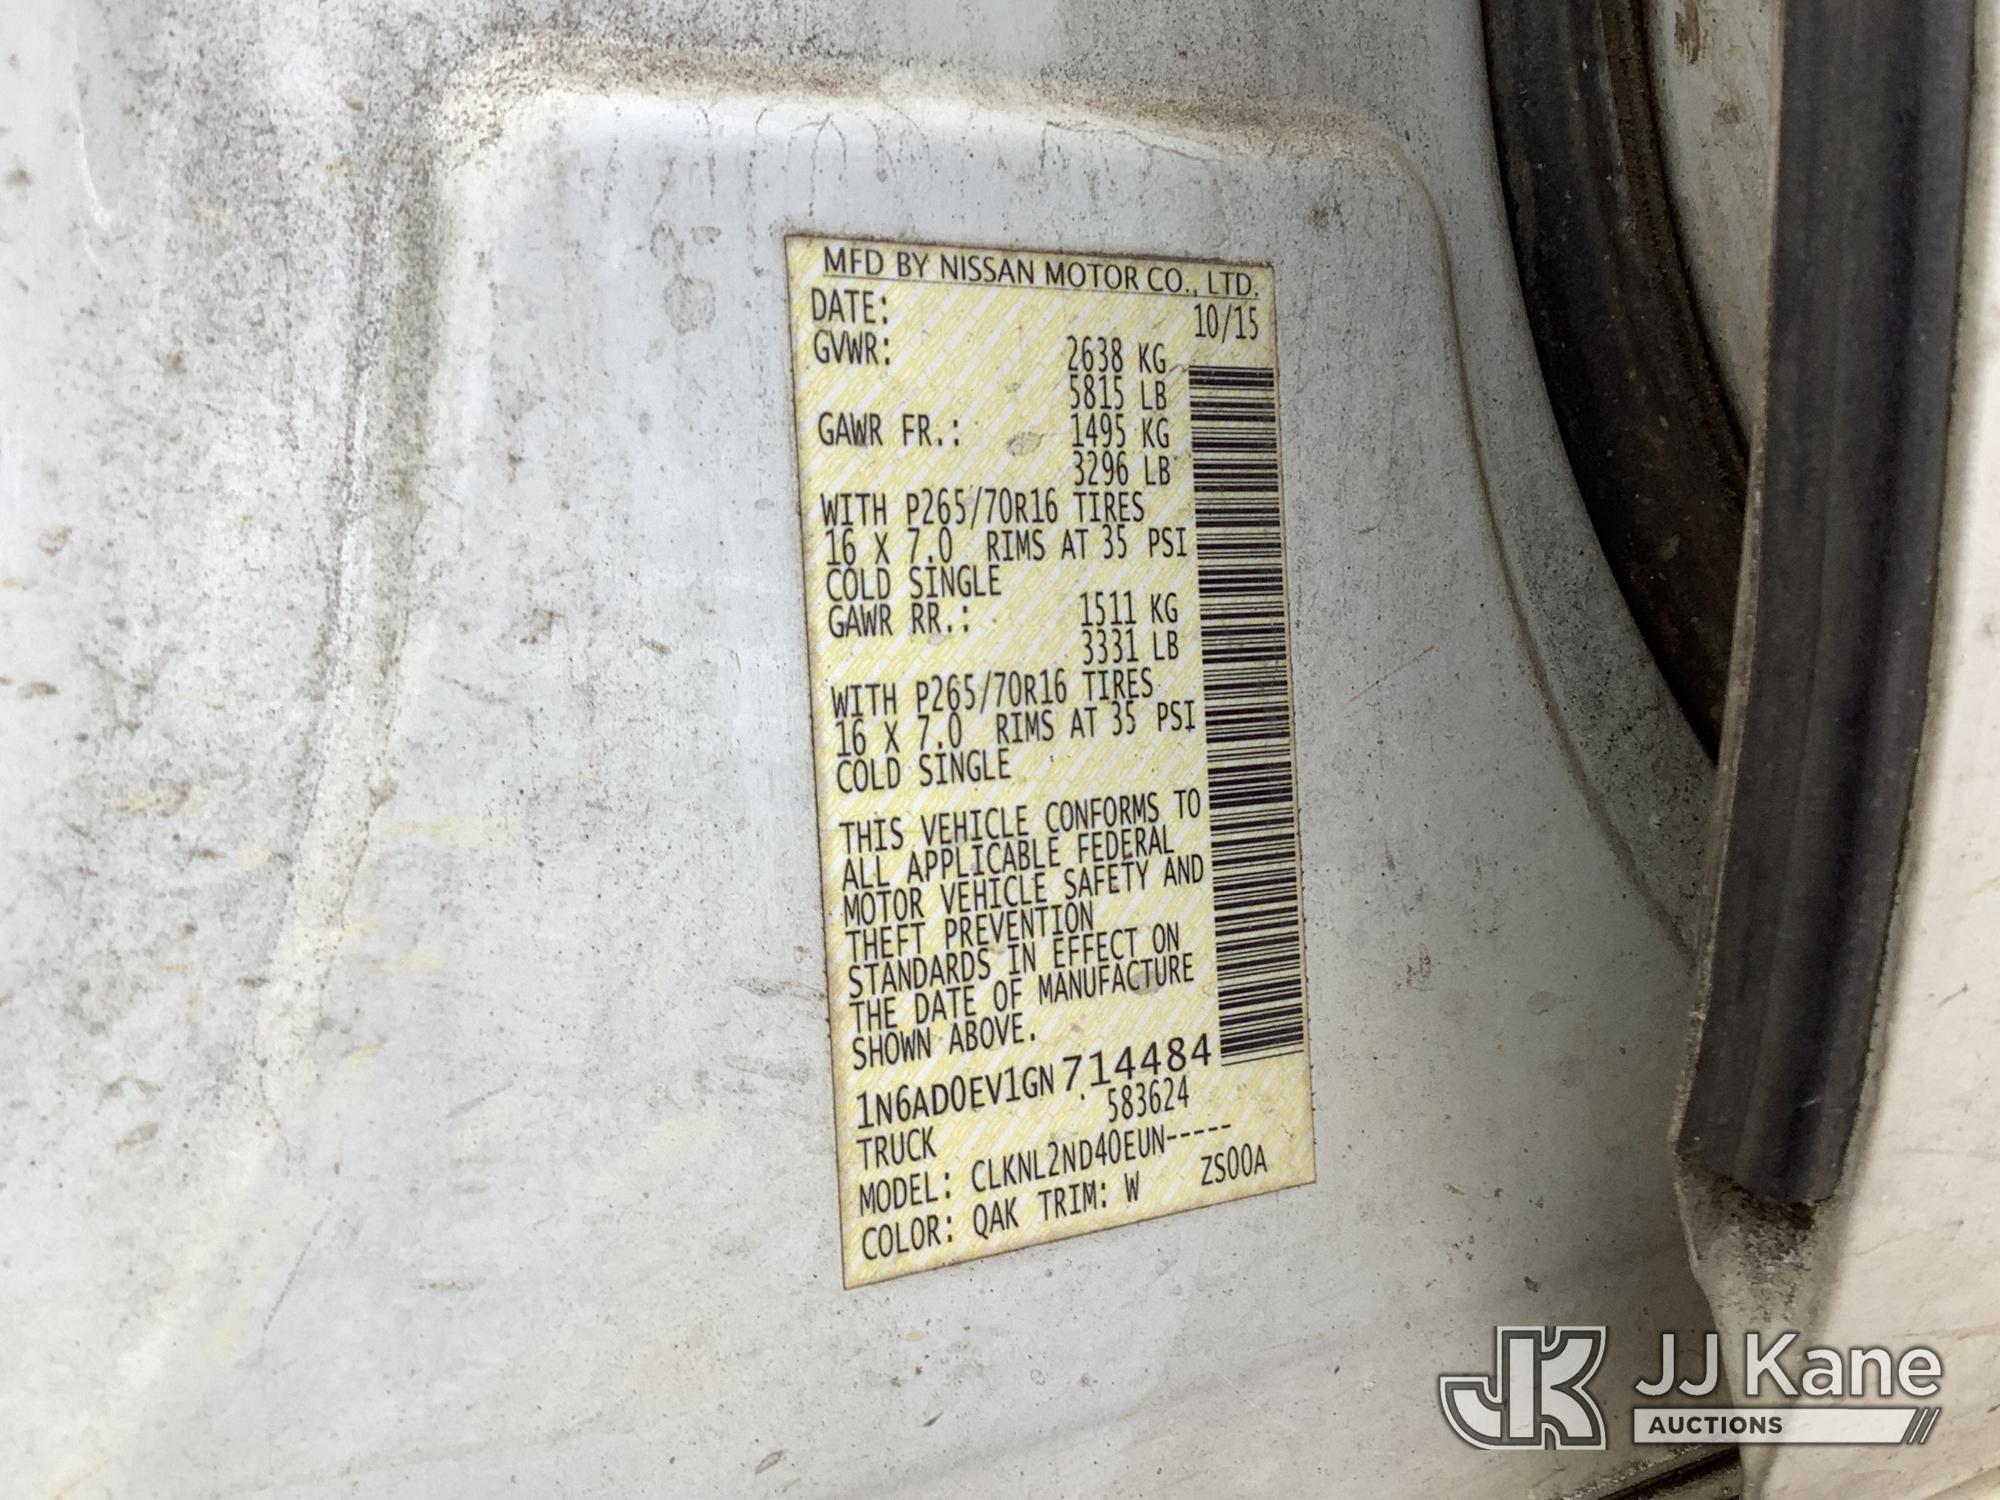 MFD BY NISSAN MOTOR CO., LTD.
DATE: 10/15
GVWR: 2638 KG
5815 LB
GAWR FR.: 1495 KG
3296 LB
WITH P265/70R16 TIRES
16 X 7.0 RIMS AT 35 PSI
COLD SINGLE
GAWR RR.: 1511 KG
3331 LB
WITH P265/70R16 TIRES
16 X 7.0 RIMS AT 35 PSI
COLD SINGLE
THIS VEHICLE CONFORMS TO
ALL APPLICABLE FEDERAL
MOTOR VEHICLE SAFETY AND
THEFT PREVENTION
STANDARDS IN EFFECT ON
THE DATE OF MANUFACTURE
SHOWN ABOVE.
1N6AD0EV1GN714484
TRUCK 583624
MODEL: CLKNL2ND40EUN-----
COLOR: QAK TRIM: W ZS00A
JK JJ Kane
AUCTIONS